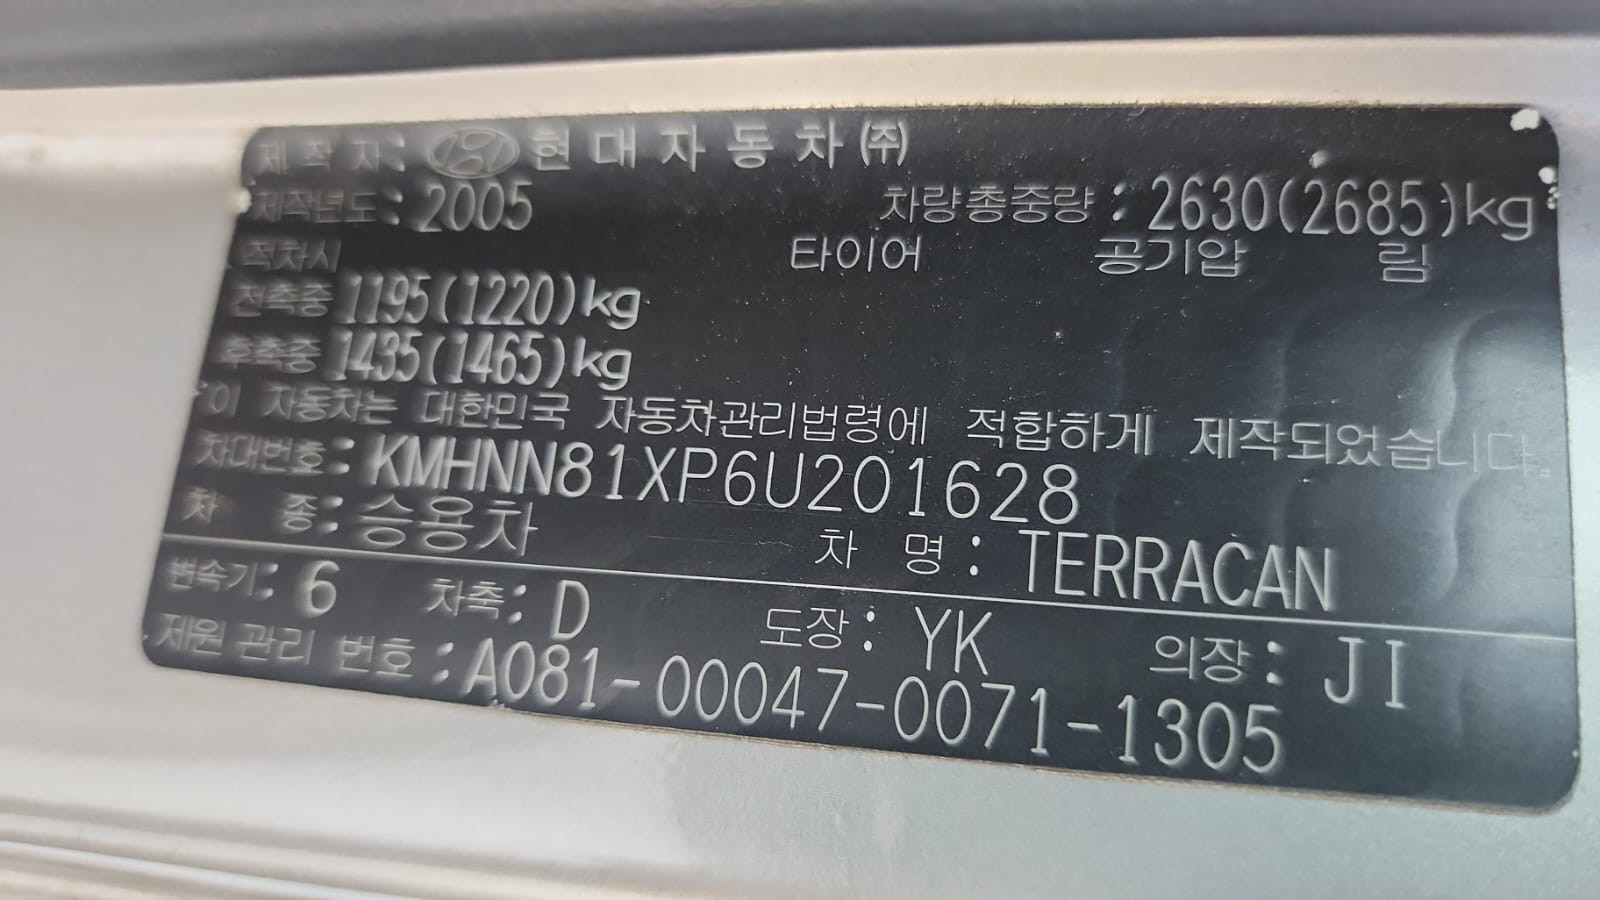 제작자: 현대자동차(주)
제작년도: 2005 차량총중량: 2630(2685)kg
적차시 타이어 공기압 림
전축중 1195(1220)kg
후축중 1435(1465)kg
이 자동차는 대한민국 자동차관리법령에 적합하게 제작되었습니다.
차대번호: KMHNN81XP6U201628
차 종: 승용차 차 명: TERRACAN
변속기: 6 차축: D 도장: YK 의장: JI
제원관리 번호: A081-00047-0071-1305